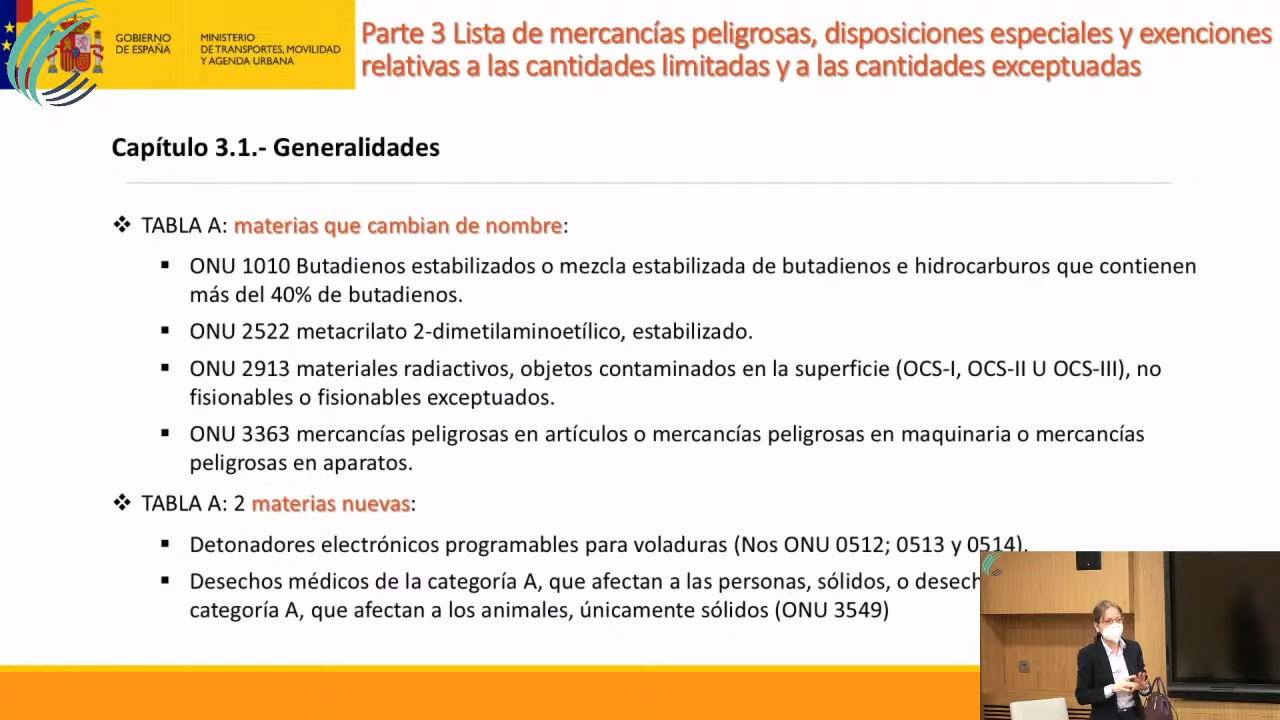 GOBIERNO
DE ESPAÑA
MINISTERIO
DE TRANSPORTES, MOVILIDAD
Y AGENDA URBANA
Parte 3 Lista de mercancías peligrosas, disposiciones especiales y exenciones
relativas a las cantidades limitadas y a las cantidades exceptuadas
Capítulo 3.1.- Generalidades
❖ TABLA A: materias que cambian de nombre:
▪ ONU 1010 Butadienos estabilizados o mezcla estabilizada de butadienos e hidrocarburos que contienen
más del 40% de butadienos.
▪ ONU 2522 metacrilato 2-dimetilaminoetílico, estabilizado.
▪ ONU 2913 materiales radiactivos, objetos contaminados en la superficie (OCS-I, OCS-II U OCS-III), no
fisionables o fisionables exceptuados.
▪ ONU 3363 mercancías peligrosas en artículos o mercancías peligrosas en maquinaria o mercancías
peligrosas en aparatos.
❖ TABLA A: 2 materias nuevas:
▪ Detonadores electrónicos programables para voladuras (Nos ONU 0512; 0513 y 0514).
▪ Desechos médicos de la categoría A, que afectan a las personas, sólidos, o desech
categoría A, que afectan a los animales, únicamente sólidos (ONU 3549)